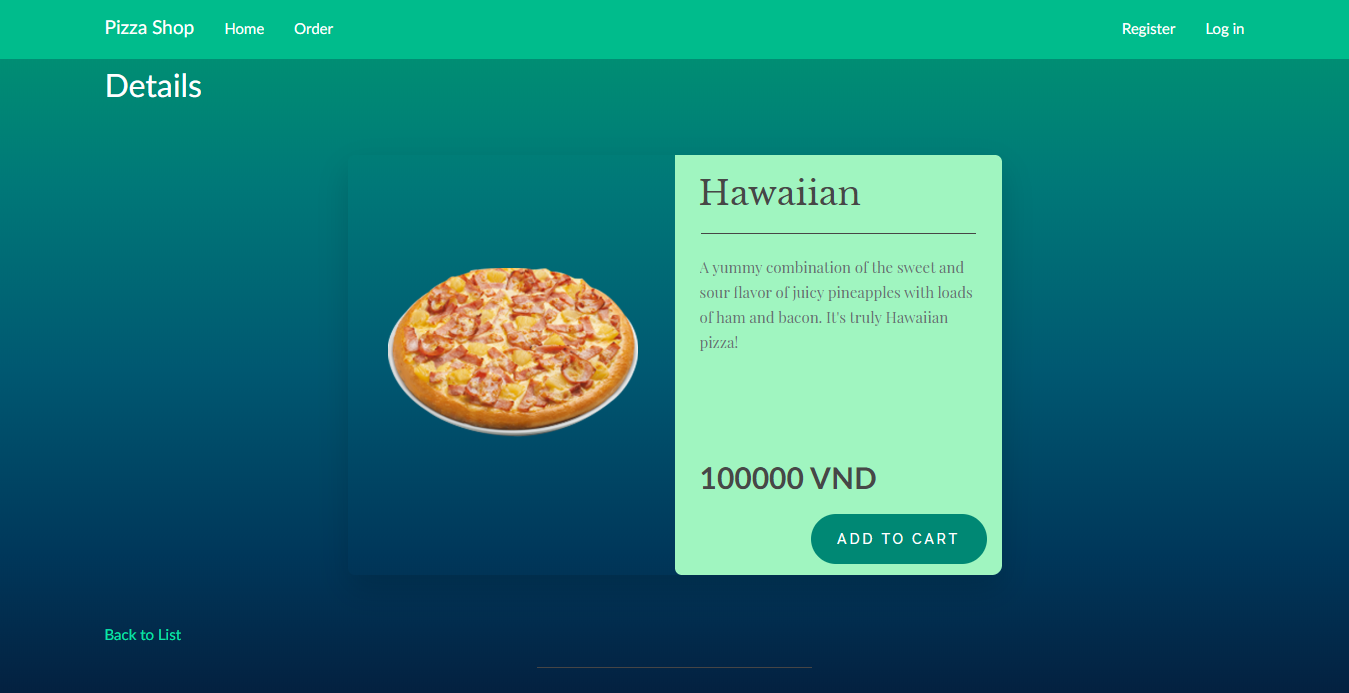 Pizza Shop Home Order Register Log in
Details
Hawaiian
A yummy combination of the sweet and
sour flavor of juicy pineapples with loads
of ham and bacon. It's truly Hawaiian
pizza!
100000 VND
ADD TO CART
Back to List